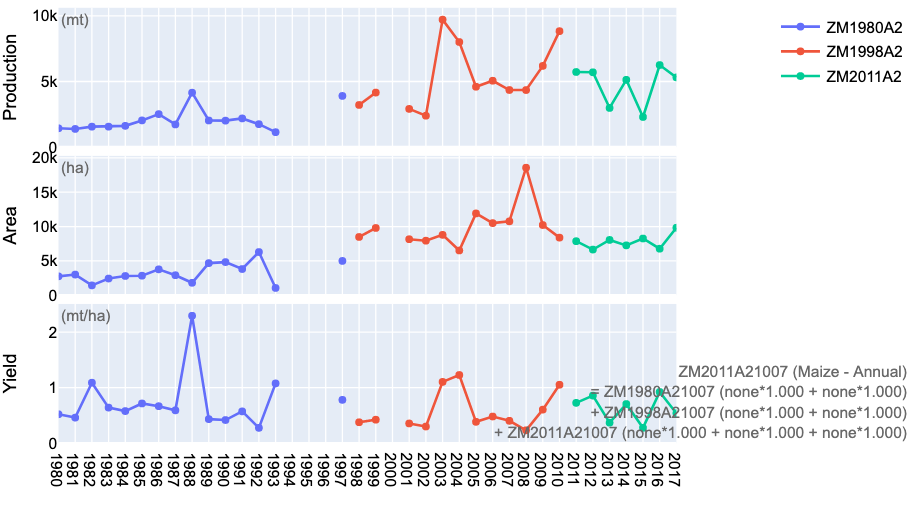 10k
(mt)
5k
0
Production
20k
(ha)
15k
10k
5k
0
Area
(mt/ha)
2
1
0
Yield
1980
1981
1982
1983
1984
1985
1986
1987
1988
1989
1990
1991
1992
1993
1994
1995
1996
1997
1998
1999
2000
2001
2002
2003
2004
2005
2006
2007
2008
2009
2010
2011
2012
2013
2014
2015
2016
2017
ZM1980A2
ZM1998A2
ZM2011A2
ZM2011A21007 (Maize - Annual)
= ZM1980A21007 (none*1.000 + none*1.000)
+ ZM1998A21007 (none*1.000 + none*1.000)
+ ZM2011A21007 (none*1.000 + none*1.000)